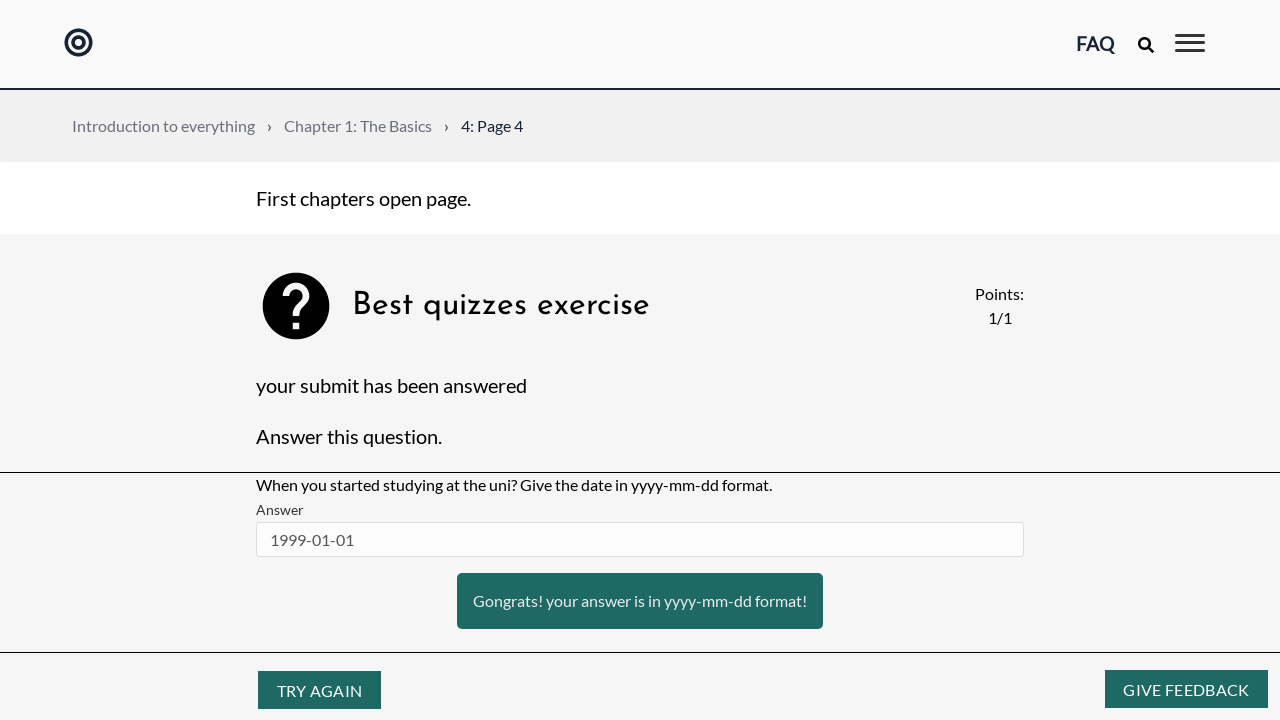 FAQ
Introduction to everything › Chapter 1: The Basics › 4: Page 4
First chapters open page.
Best quizzes exercise
Points:
1/1
your submit has been answered
Answer this question.
When you started studying at the uni? Give the date in yyyy-mm-dd format.
Answer
1999-01-01
Gongrats! your answer is in yyyy-mm-dd format!
TRY AGAIN
GIVE FEEDBACK